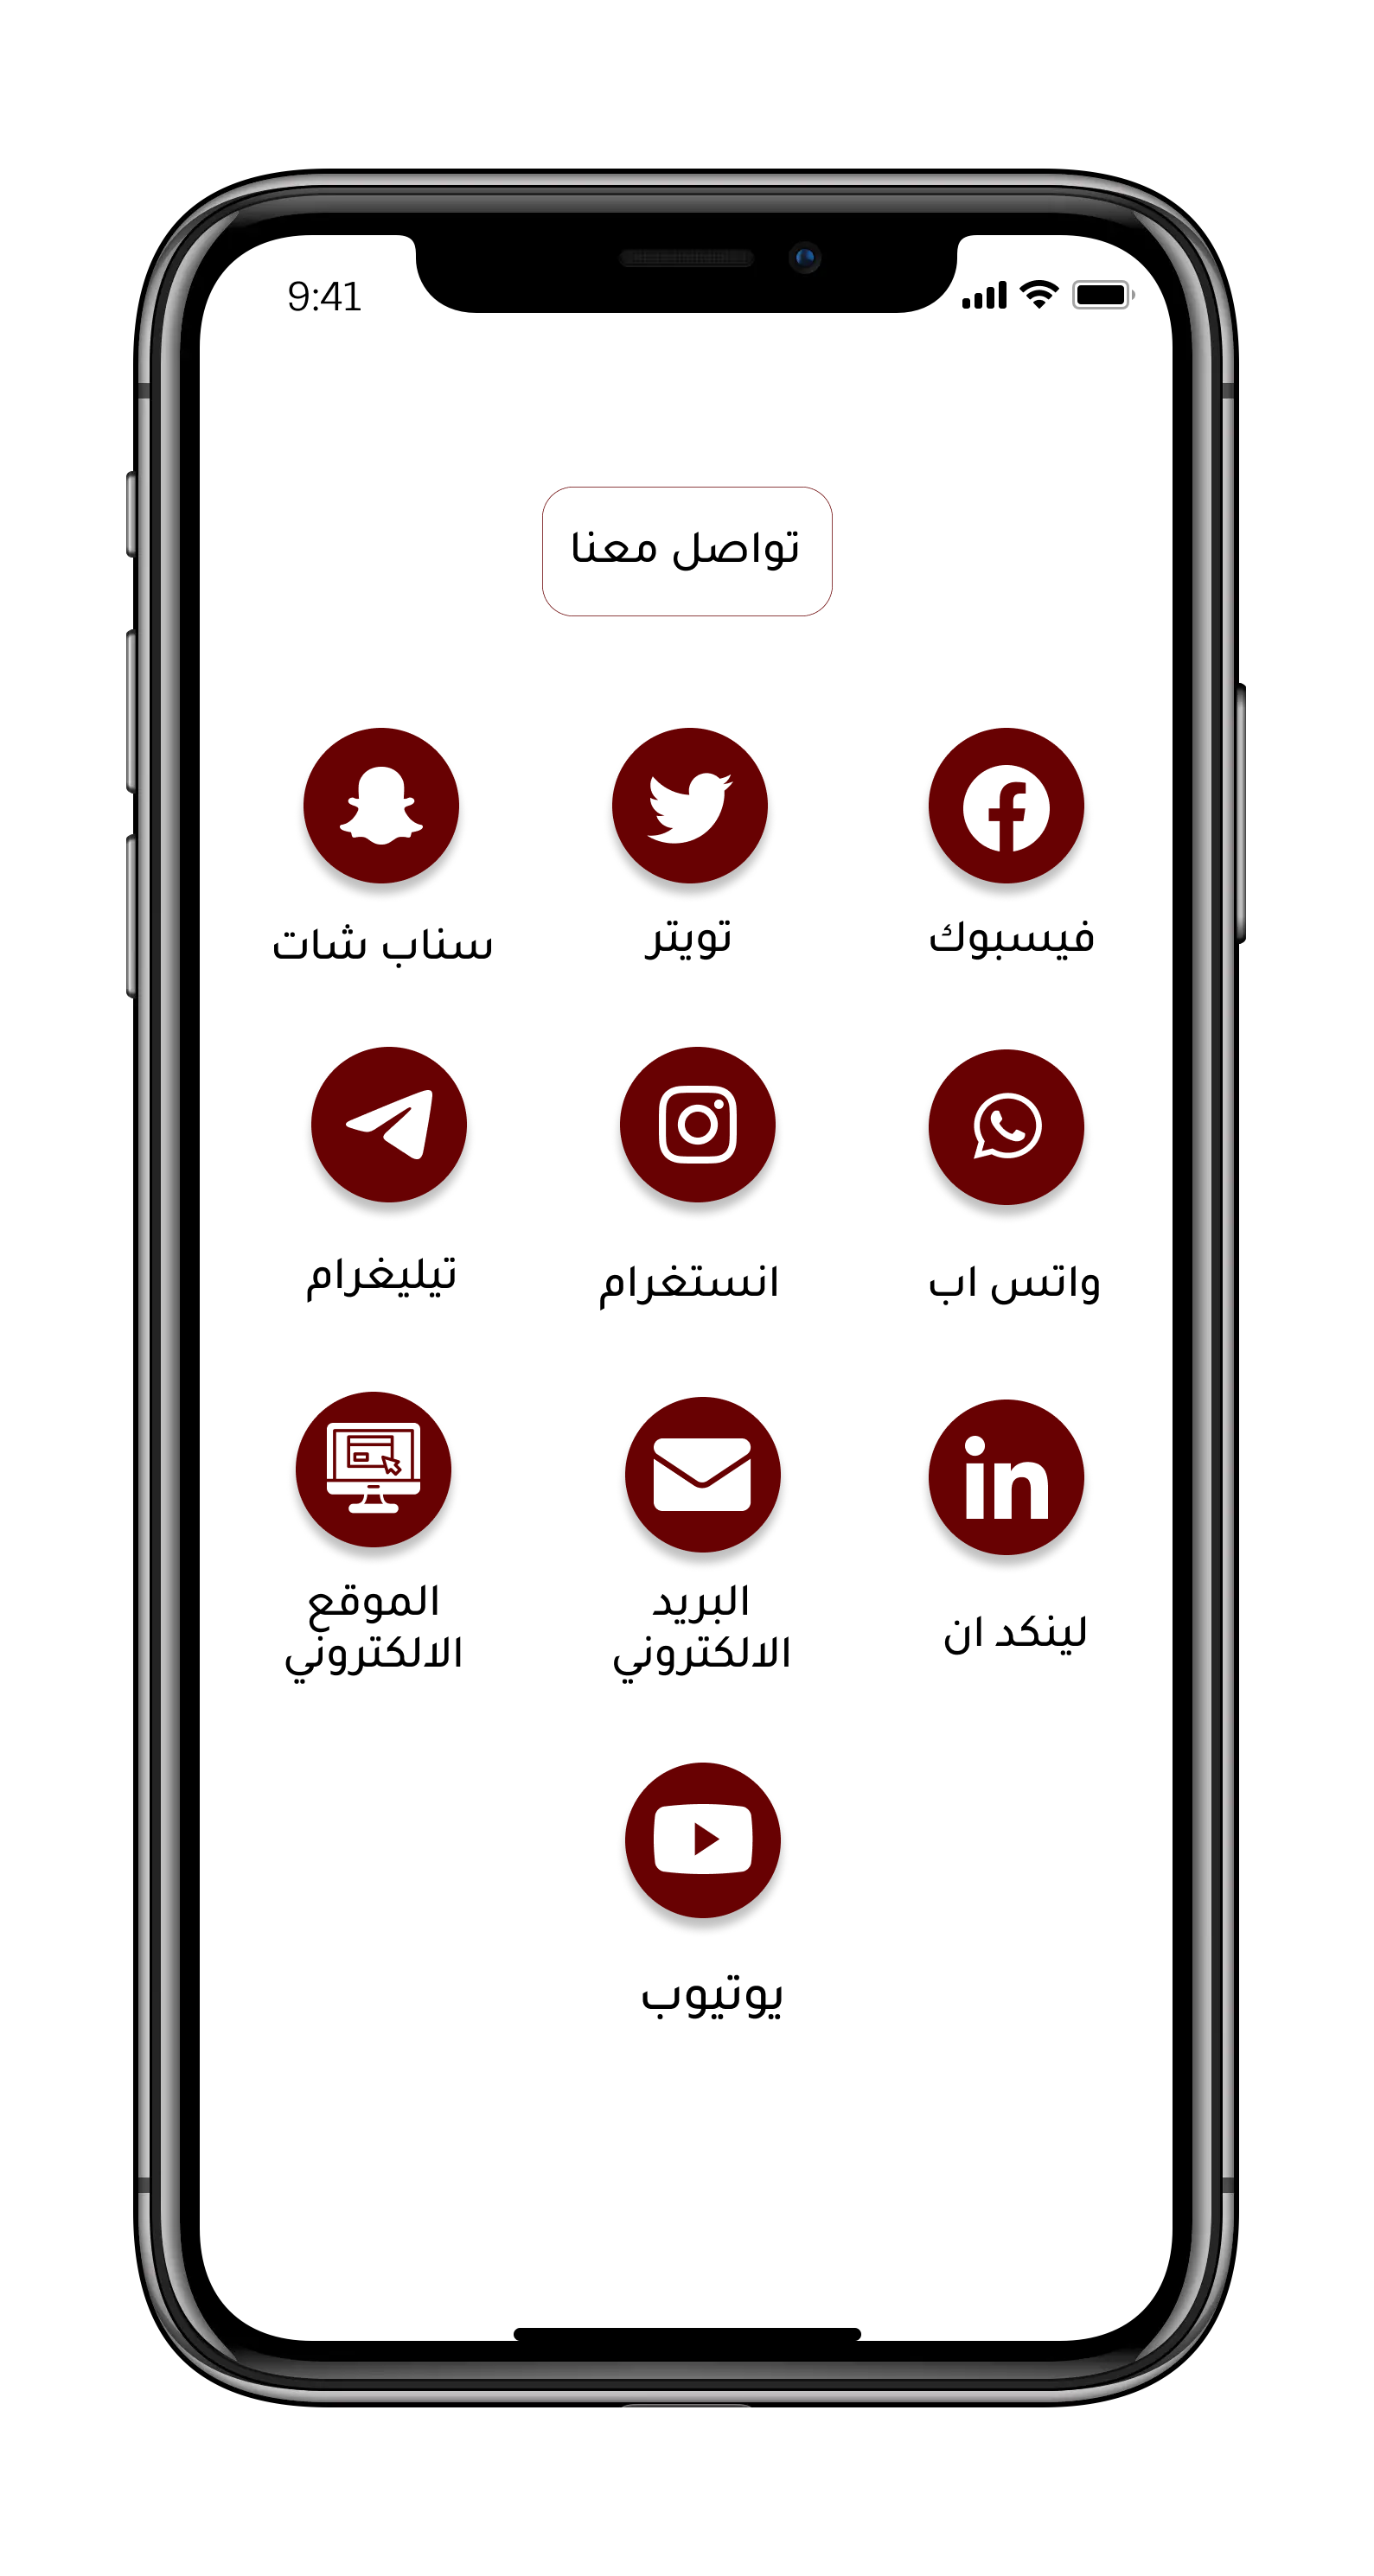 9:41
تواصل معنا
فيسبوك
تويتر
سناب شات
واتس اب
انستغرام
تيليغرام
لينكد ان
البريد
الالكتروني
الموقع
الالكتروني
يوتيوب